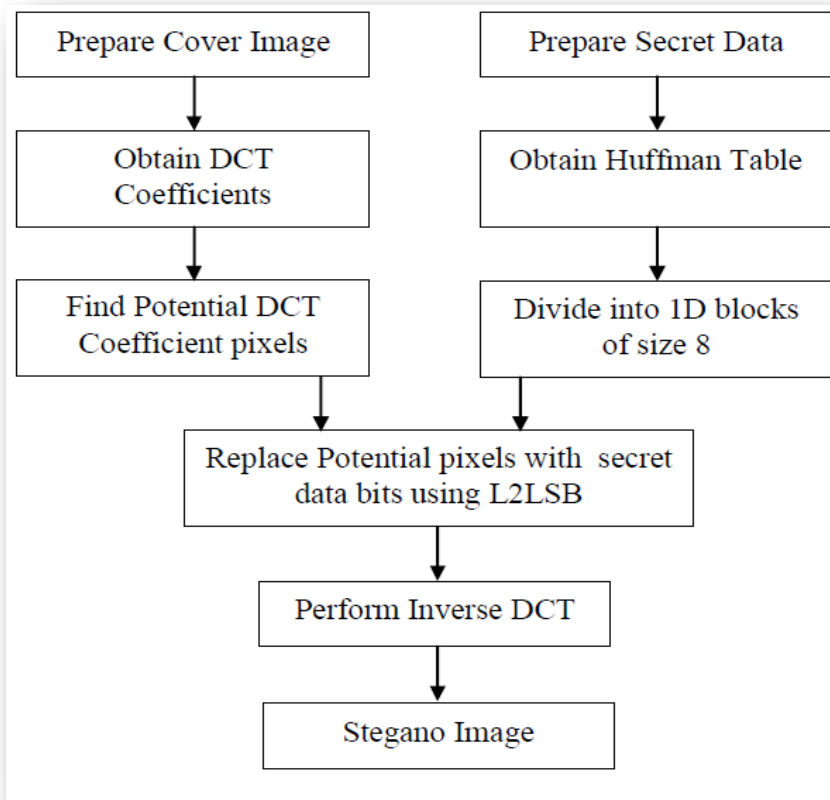 Prepare Cover Image
Prepare Secret Data
Obtain DCT
Coefficients
Obtain Huffman Table
Find Potential DCT
Coefficient pixels
Divide into 1D blocks
of size 8
Replace Potential pixels with secret
data bits using L2LSB
Perform Inverse DCT
Stegano Image